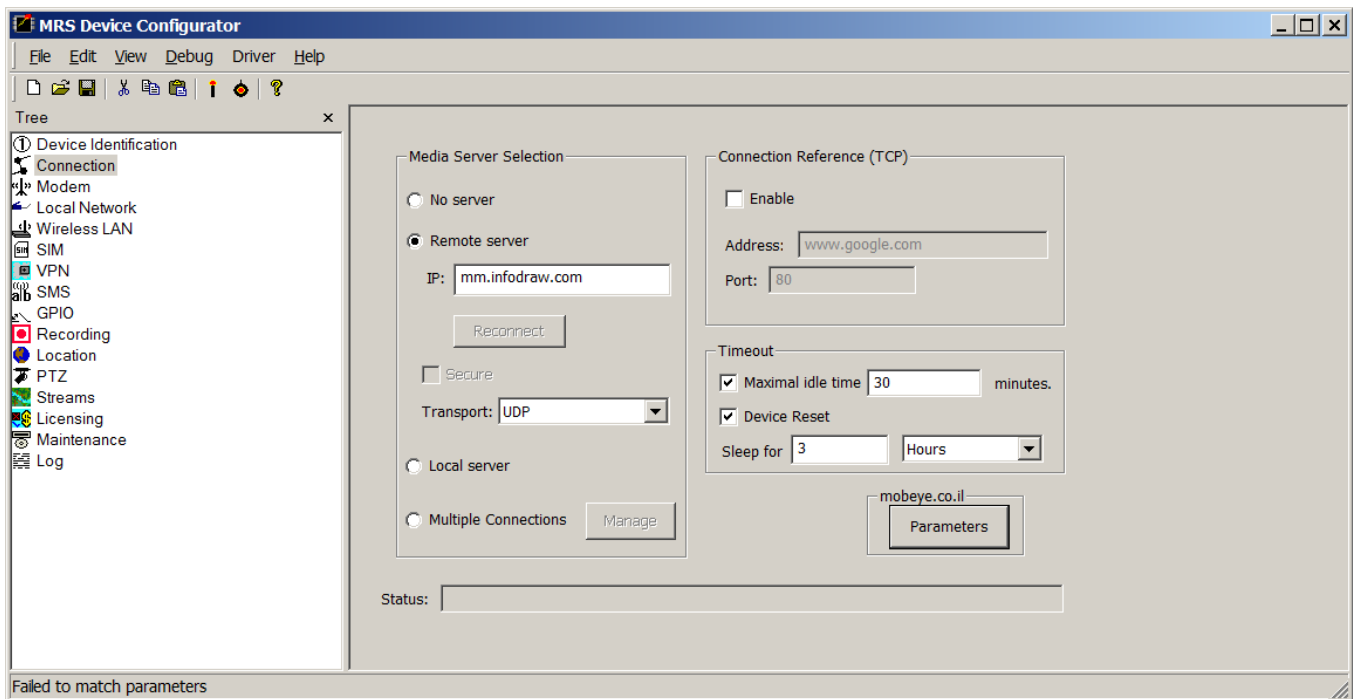 MRS Device Configurator
File Edit View Debug Driver Help
Tree
Device Identification
Connection
Modem
Local Network
Wireless LAN
SIM
VPN
SMS
GPIO
Recording
Location
PTZ
Streams
Licensing
Maintenance
Log
Media Server Selection
No server
Remote server
IP: mm.infodraw.com
Reconnect
Secure
Transport: UDP
Local server
Multiple Connections Manage
Connection Reference (TCP)
Enable
Address: www.google.com
Port: 80
Timeout
Maximal idle time 30 minutes.
Device Reset
Sleep for 3 Hours
mobeye.co.il
Parameters
Status:
Failed to match parameters